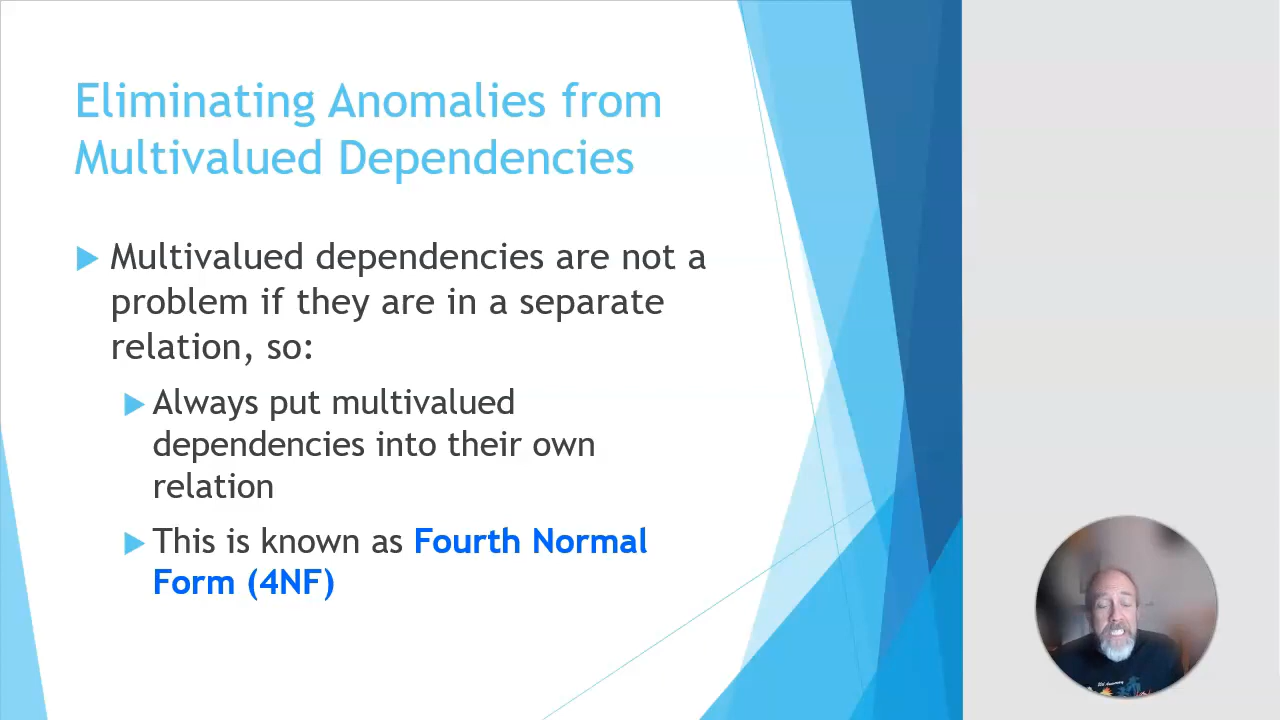 Eliminating Anomalies from
Multivalued Dependencies
Multivalued dependencies are not a
problem if they are in a separate
relation, so:
Always put multivalued
dependencies into their own
relation
This is known as Fourth Normal
Form (4NF)